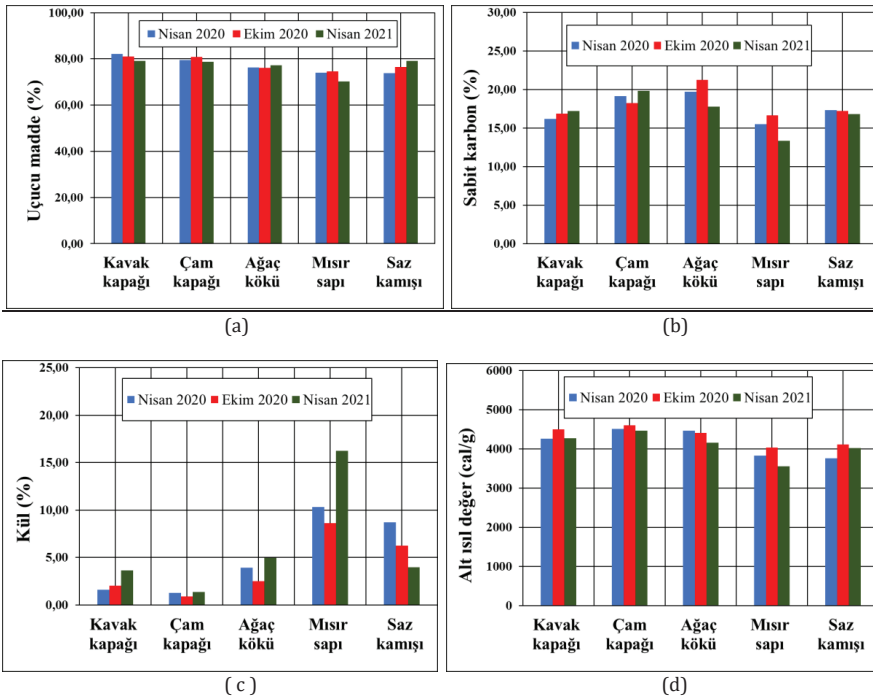 Uçucu madde (%)
100,00
80,00
60,00
40,00
20,00
0,00
Nisan 2020 Ekim 2020 Nisan 2021
Kavak kapağı
Çam kapağı
Ağaç kökü
Mısır sapı
Saz kamışı
(a)
Sabit karbon (%)
30,00
25,00
20,00
15,00
10,00
5,00
0,00
Nisan 2020 Ekim 2020 Nisan 2021
Kavak kapağı
Çam kapağı
Ağaç kökü
Mısır sapı
Saz kamışı
(b)
Kül (%)
25,00
20,00
15,00
10,00
5,00
0,00
Nisan 2020 Ekim 2020 Nisan 2021
Kavak kapağı
Çam kapağı
Ağaç kökü
Mısır sapı
Saz kamışı
( c )
Alt ısıl değer (cal/g)
6000
5000
4000
3000
2000
1000
0
Nisan 2020 Ekim 2020 Nisan 2021
Kavak kapağı
Çam kapağı
Ağaç kökü
Mısır sapı
Saz kamışı
(d)